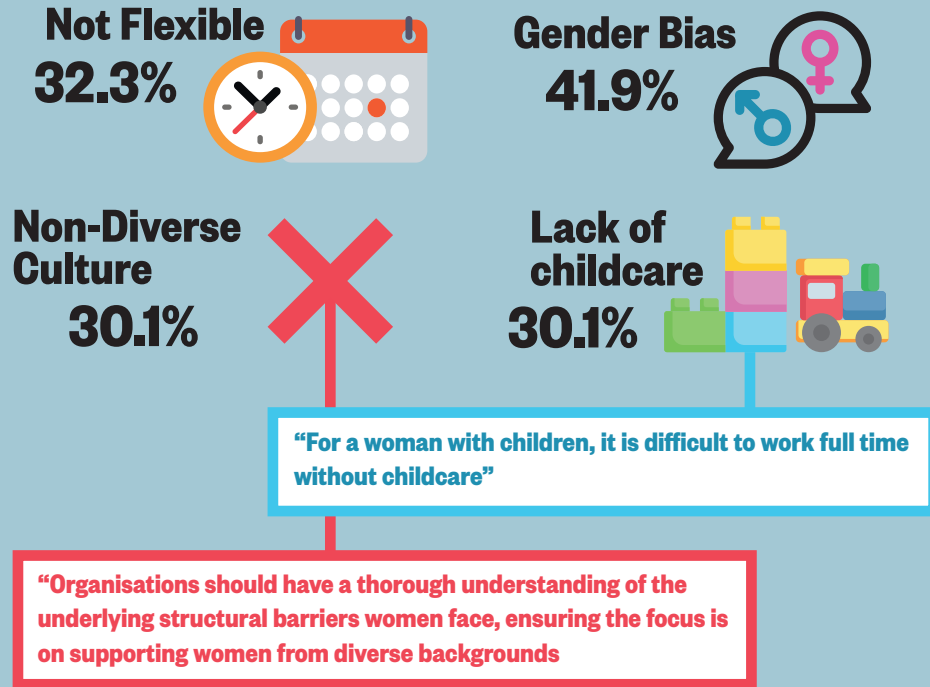 Not Flexible
32.3%
Gender Bias
41.9%
Non-Diverse
Culture
30.1%
Lack of
childcare
30.1%
“For a woman with children, it is difficult to work full time
without childcare”
“Organisations should have a thorough understanding of the
underlying structural barriers women face, ensuring the focus is
on supporting women from diverse backgrounds